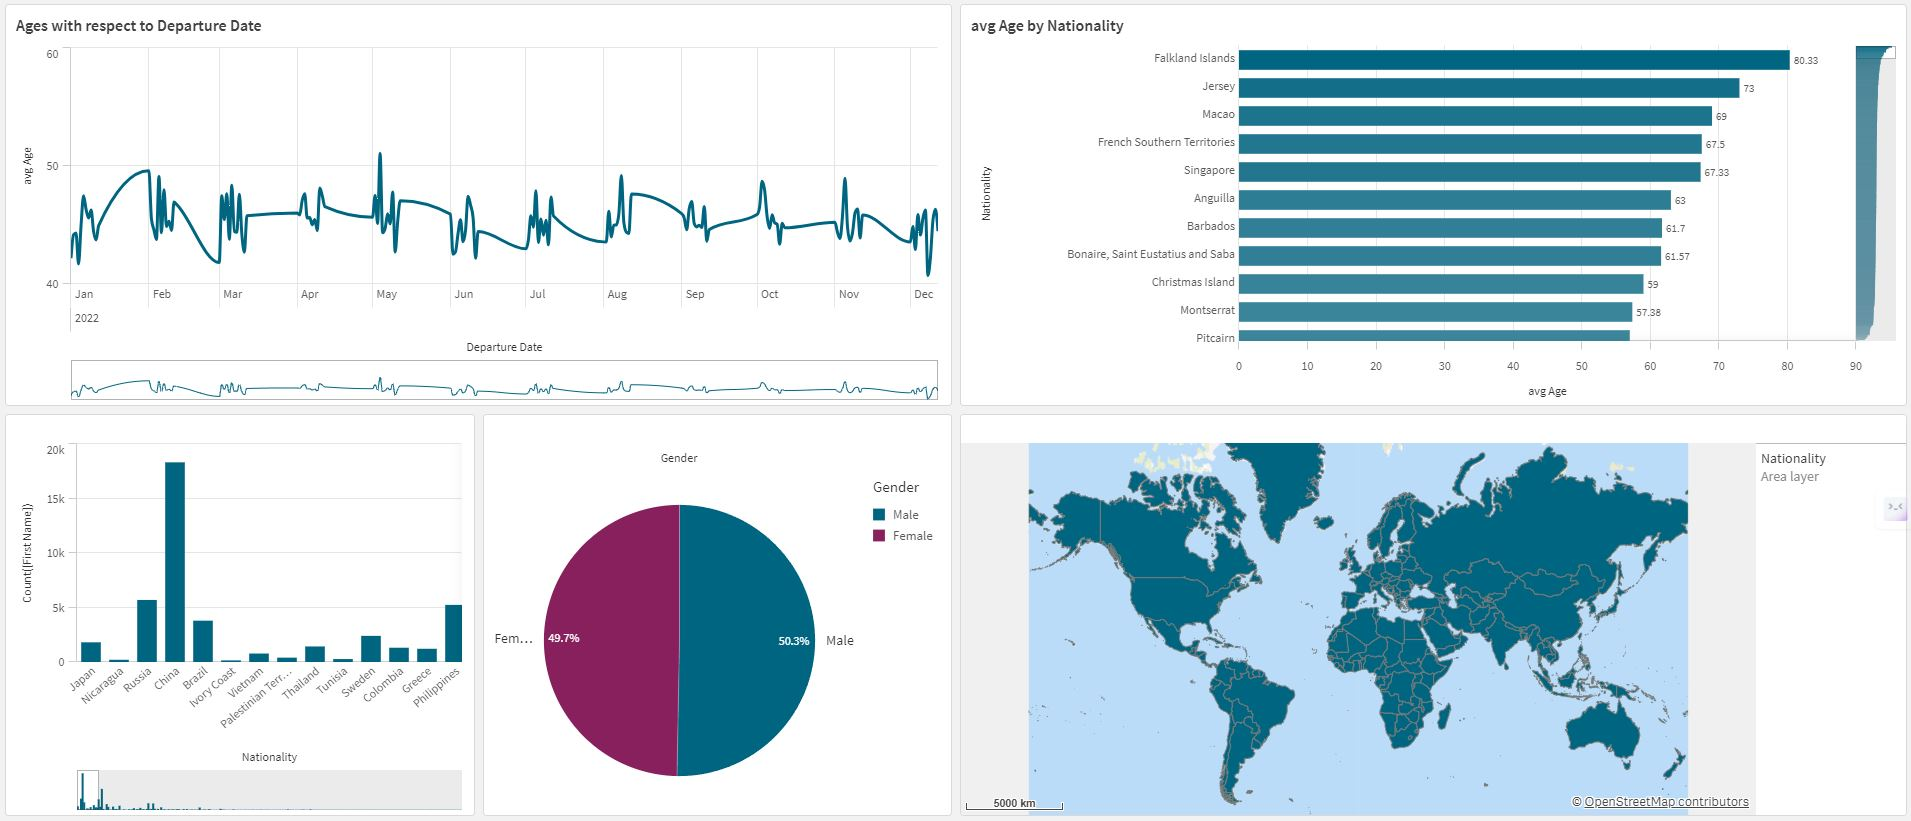 Ages with respect to Departure Date
60
50
40
avg Age
Jan Feb Mar Apr May Jun Jul Aug Sep Oct Nov Dec
2022
Departure Date
avg Age by Nationality
Nationality
Falkland Islands 80.33
Jersey 73
Macao 69
French Southern Territories 67.5
Singapore 67.33
Anguilla 63
Barbados 61.7
Bonaire, Saint Eustatius and Saba 61.57
Christmas Island 59
Montserrat 57.38
Pitcairn
0 10 20 30 40 50 60 70 80 90
avg Age
20k
15k
10k
5k
0
Count([First Name])
Japan Nicaragua Russia China Brazil Ivory Coast Vietnam Palestinian Terr... Thailand Tunisia Sweden Colombia Greece Philippines
Nationality
Gender
Gender
Male
Female
Fem... 49.7% 50.3% Male
Nationality
Area layer
5000 km
© OpenStreetMap contributors